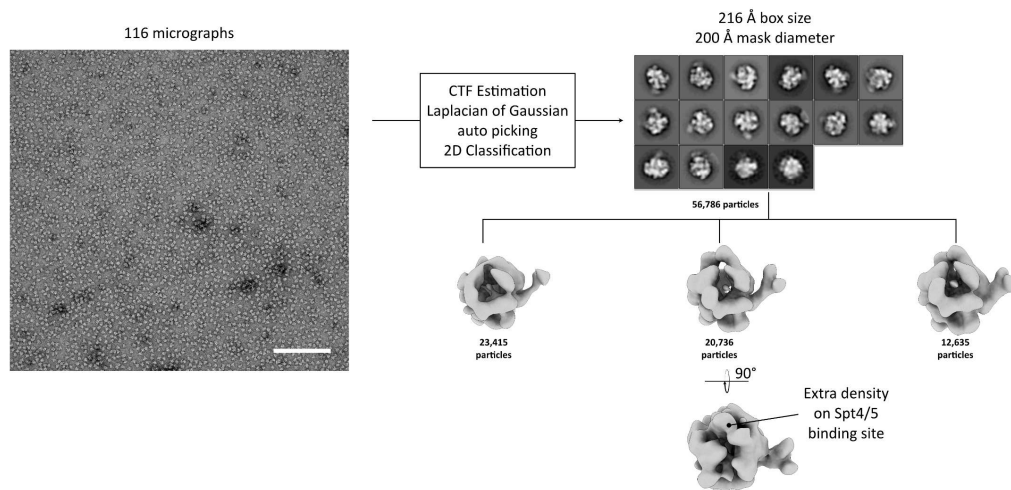 116 micrographs
CTF Estimation
Laplacian of Gaussian
auto picking
2D Classification
216 Å box size
200 Å mask diameter
56,786 particles
23,415
particles
20,736
particles
12,635
particles
90°
Extra density
on Spt4/5
binding site